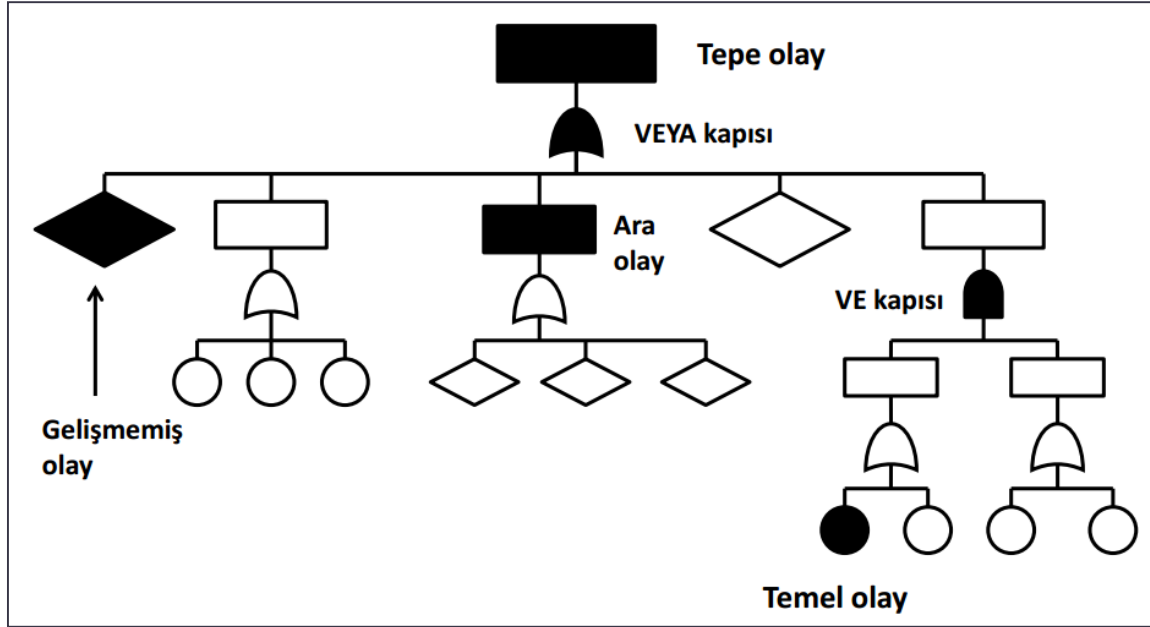 Tepe olay
VEYA kapısı
Ara
olay
VE kapısı
Gelişmemiş
olay
Temel olay